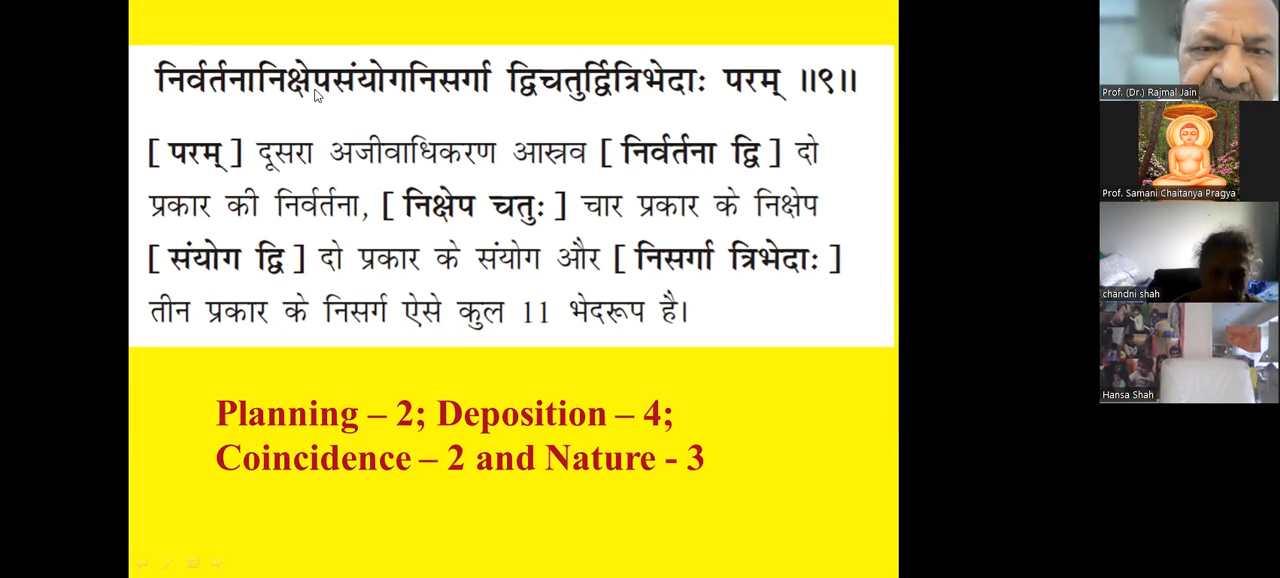 निर्वर्तनानिक्षेपसंयोगनिसर्गा द्विचतुर्द्वित्रिभेदाः परम् ॥९॥
[ परम् ] दूसरा अजीवाधिकरण आस्रव [ निर्वर्तना द्वि ] दो
प्रकार की निर्वर्तना, [ निक्षेप चतुः ] चार प्रकार के निक्षेप
[ संयोग द्वि ] दो प्रकार के संयोग और [ निसर्गा त्रिभेदाः ]
तीन प्रकार के निसर्ग ऐसे कुल 11 भेदरूप है।
Planning – 2; Deposition – 4;
Coincidence – 2 and Nature - 3
Prof. (Dr.) Rajmal Jain
Prof. Samani Chaitanya Pragya
chandni shah
Hansa Shah